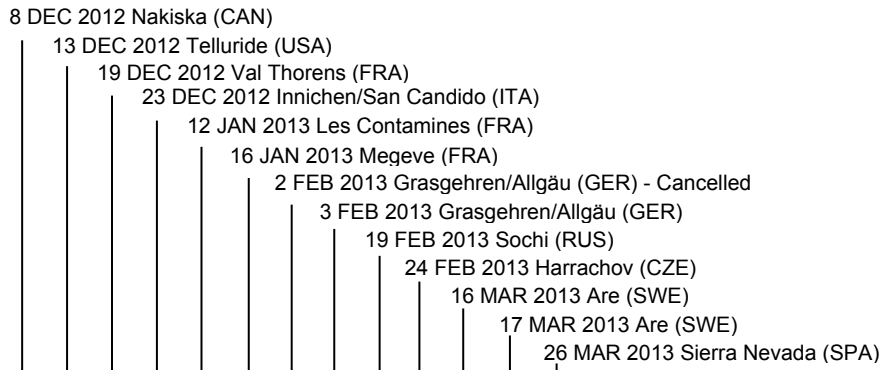 8 DEC 2012 Nakiska (CAN)
13 DEC 2012 Telluride (USA)
19 DEC 2012 Val Thorens (FRA)
23 DEC 2012 Innichen/San Candido (ITA)
12 JAN 2013 Les Contamines (FRA)
16 JAN 2013 Megeve (FRA)
2 FEB 2013 Grasgehren/Allgäu (GER) - Cancelled
3 FEB 2013 Grasgehren/Allgäu (GER)
19 FEB 2013 Sochi (RUS)
24 FEB 2013 Harrachov (CZE)
16 MAR 2013 Are (SWE)
17 MAR 2013 Are (SWE)
26 MAR 2013 Sierra Nevada (SPA)